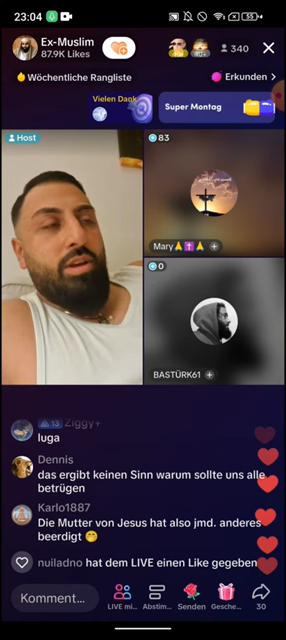 23:04
55
Ex-Muslim
87.9K Likes
340
Wöchentliche Rangliste
Erkunden >
Vielen Dank
Super Montag
Host
83
Mary
0
BASTÜRK61
13 Ziggy+
luga
Dennis
das ergibt keinen Sinn warum sollte uns alle
betrügen
Karlo1887
Die Mutter von Jesus hat also jmd. anderes
beerdigt 🤭
nuiladno hat dem LIVE einen Like gegeben
Komment...
LIVE mi...
Abstim...
Senden
Gesche...
30